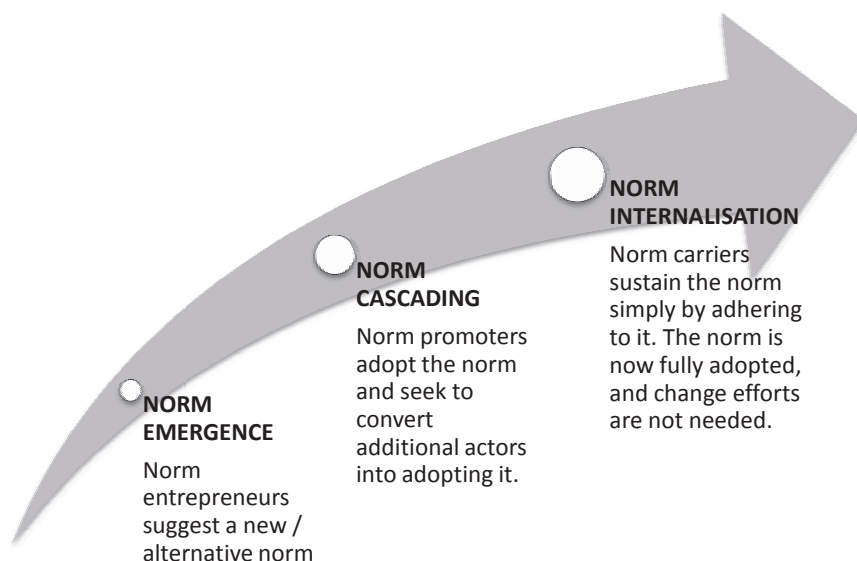 NORM
EMERGENCE
Norm
entrepreneurs
suggest a new /
alternative norm
NORM
CASCADING
Norm promoters
adopt the norm
and seek to
convert
additional actors
into adopting it.
NORM
INTERNALISATION
Norm carriers
sustain the norm
simply by adhering
to it. The norm is
now fully adopted,
and change efforts
are not needed.